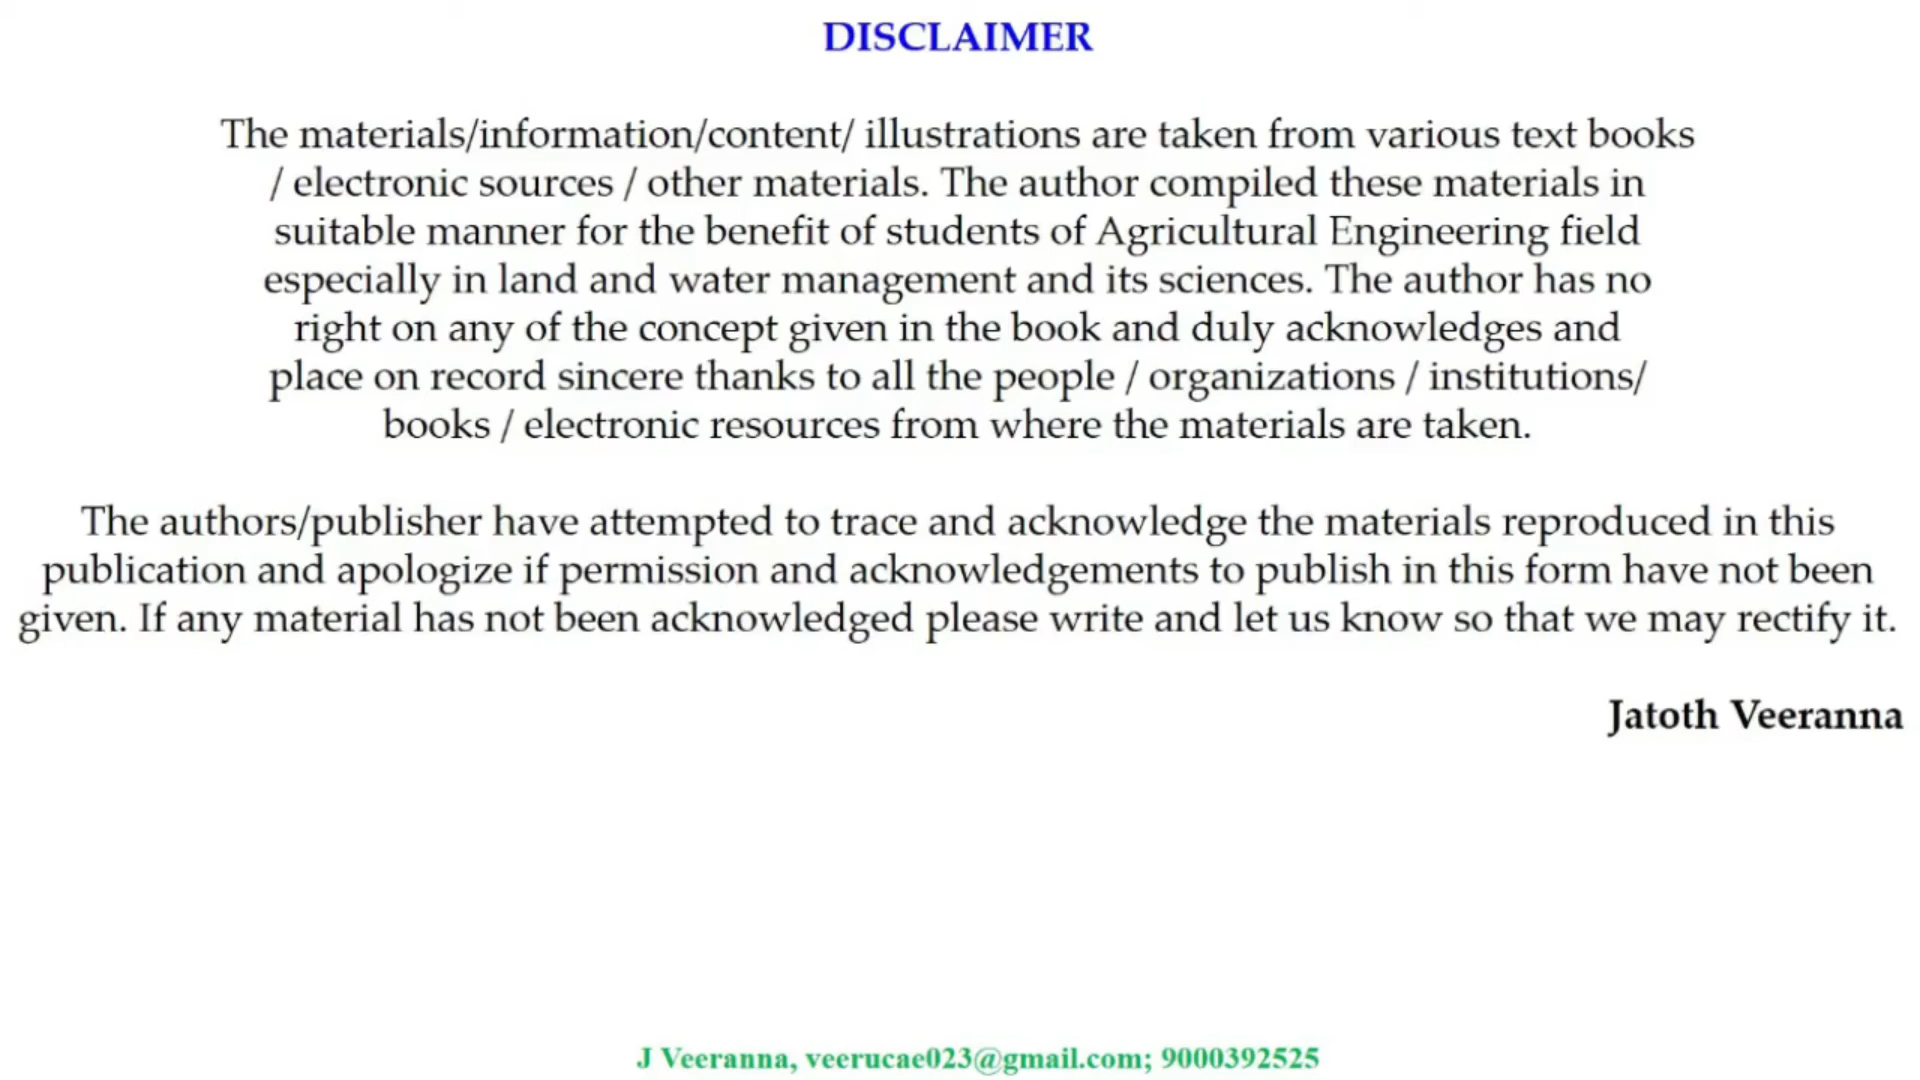 DISCLAIMER
The materials/information/content/ illustrations are taken from various text books
/ electronic sources / other materials. The author compiled these materials in
suitable manner for the benefit of students of Agricultural Engineering field
especially in land and water management and its sciences. The author has no
right on any of the concept given in the book and duly acknowledges and
place on record sincere thanks to all the people / organizations / institutions/
books / electronic resources from where the materials are taken.
The authors/publisher have attempted to trace and acknowledge the materials reproduced in this
publication and apologize if permission and acknowledgements to publish in this form have not been
given. If any material has not been acknowledged please write and let us know so that we may rectify it.
Jatoth Veeranna
J Veeranna, veerucae023@gmail.com; 9000392525